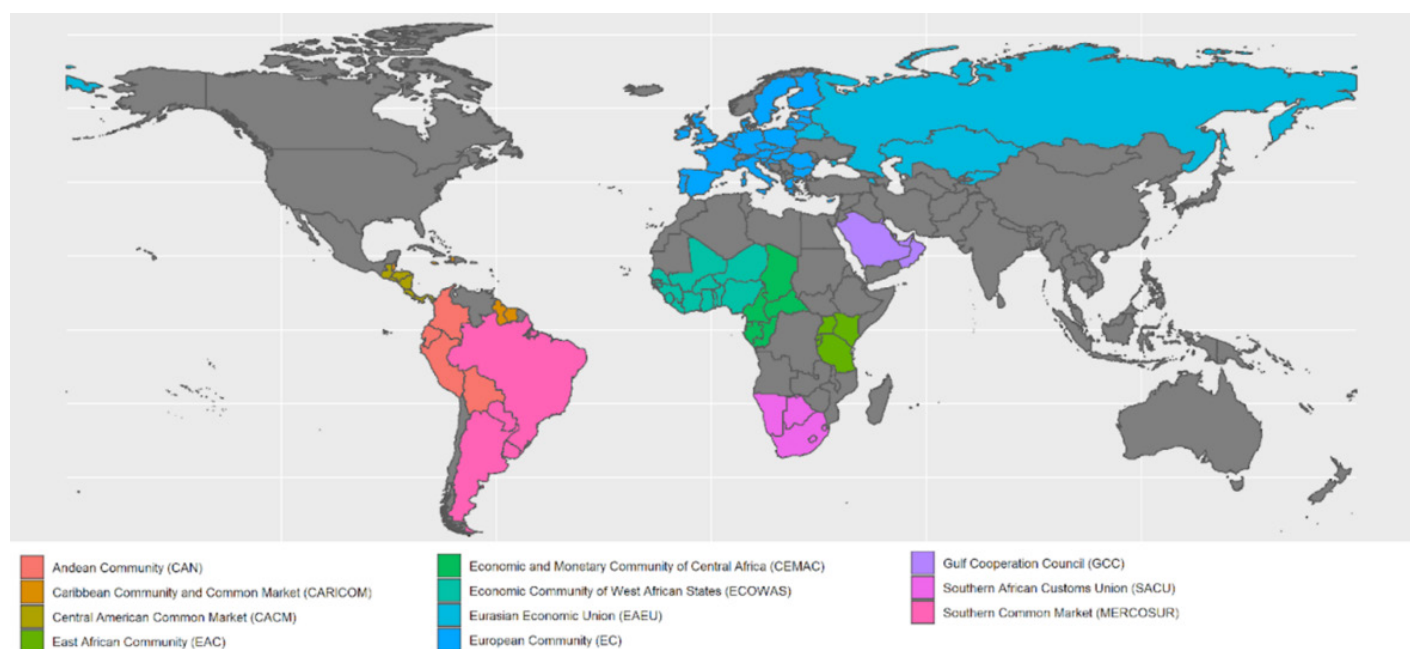 Andean Community (CAN)
Caribbean Community and Common Market (CARICOM)
Central American Common Market (CACM)
East African Community (EAC)
Economic and Monetary Community of Central Africa (CEMAC)
Economic Community of West African States (ECOWAS)
Eurasian Economic Union (EAEU)
European Community (EC)
Gulf Cooperation Council (GCC)
Southern African Customs Union (SACU)
Southern Common Market (MERCOSUR)